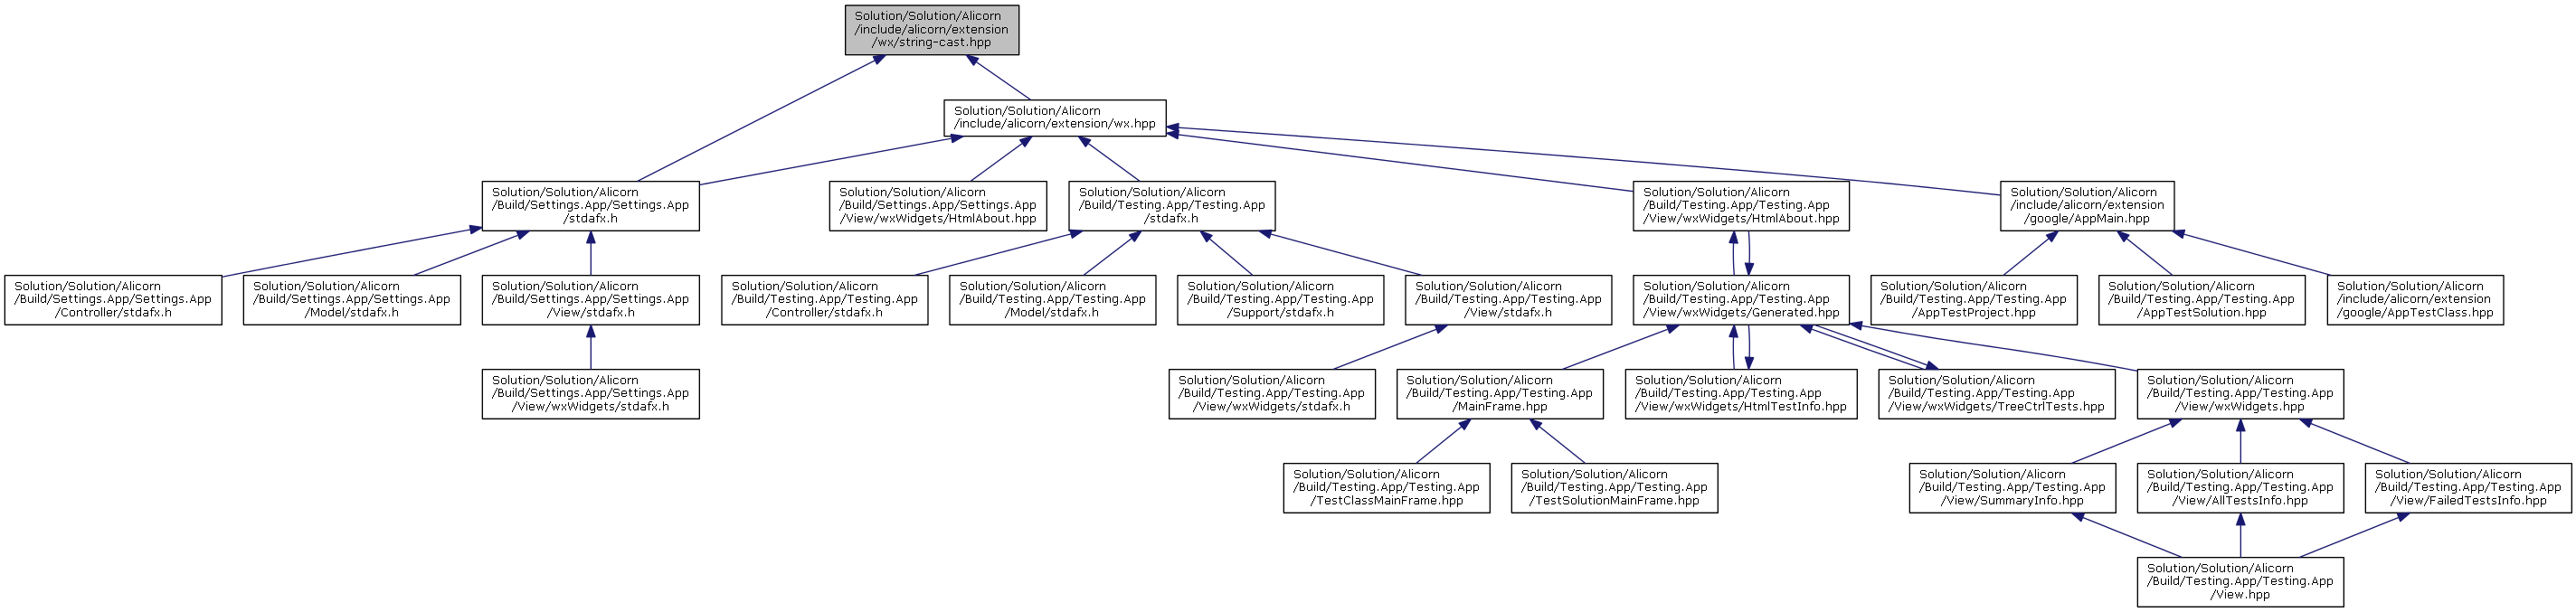 Solution/Solution/Alicorn
/include/alicorn/extension
/wx/string-cast.hpp
Solution/Solution/Alicorn
/include/alicorn/extension/wx.hpp
Solution/Solution/Alicorn
/Build/Settings.App/Settings.App
/stdafx.h
Solution/Solution/Alicorn
/Build/Settings.App/Settings.App
/View/wxWidgets/HtmlAbout.hpp
Solution/Solution/Alicorn
/Build/Testing.App/Testing.App
/stdafx.h
Solution/Solution/Alicorn
/Build/Testing.App/Testing.App
/View/wxWidgets/HtmlAbout.hpp
Solution/Solution/Alicorn
/include/alicorn/extension
/google/AppMain.hpp
Solution/Solution/Alicorn
/Build/Settings.App/Settings.App
/Controller/stdafx.h
Solution/Solution/Alicorn
/Build/Settings.App/Settings.App
/Model/stdafx.h
Solution/Solution/Alicorn
/Build/Settings.App/Settings.App
/View/stdafx.h
Solution/Solution/Alicorn
/Build/Testing.App/Testing.App
/Controller/stdafx.h
Solution/Solution/Alicorn
/Build/Testing.App/Testing.App
/Model/stdafx.h
Solution/Solution/Alicorn
/Build/Testing.App/Testing.App
/Support/stdafx.h
Solution/Solution/Alicorn
/Build/Testing.App/Testing.App
/View/stdafx.h
Solution/Solution/Alicorn
/Build/Testing.App/Testing.App
/View/wxWidgets/Generated.hpp
Solution/Solution/Alicorn
/Build/Testing.App/Testing.App
/AppTestProject.hpp
Solution/Solution/Alicorn
/Build/Testing.App/Testing.App
/AppTestSolution.hpp
Solution/Solution/Alicorn
/include/alicorn/extension
/google/AppTestClass.hpp
Solution/Solution/Alicorn
/Build/Settings.App/Settings.App
/View/wxWidgets/stdafx.h
Solution/Solution/Alicorn
/Build/Testing.App/Testing.App
/View/wxWidgets/stdafx.h
Solution/Solution/Alicorn
/Build/Testing.App/Testing.App
/MainFrame.hpp
Solution/Solution/Alicorn
/Build/Testing.App/Testing.App
/View/wxWidgets/HtmlTestInfo.hpp
Solution/Solution/Alicorn
/Build/Testing.App/Testing.App
/View/wxWidgets/TreeCtrlTests.hpp
Solution/Solution/Alicorn
/Build/Testing.App/Testing.App
/View/wxWidgets.hpp
Solution/Solution/Alicorn
/Build/Testing.App/Testing.App
/TestClassMainFrame.hpp
Solution/Solution/Alicorn
/Build/Testing.App/Testing.App
/TestSolutionMainFrame.hpp
Solution/Solution/Alicorn
/Build/Testing.App/Testing.App
/View/SummaryInfo.hpp
Solution/Solution/Alicorn
/Build/Testing.App/Testing.App
/View/AllTestsInfo.hpp
Solution/Solution/Alicorn
/Build/Testing.App/Testing.App
/View/FailedTestsInfo.hpp
Solution/Solution/Alicorn
/Build/Testing.App/Testing.App
/View.hpp